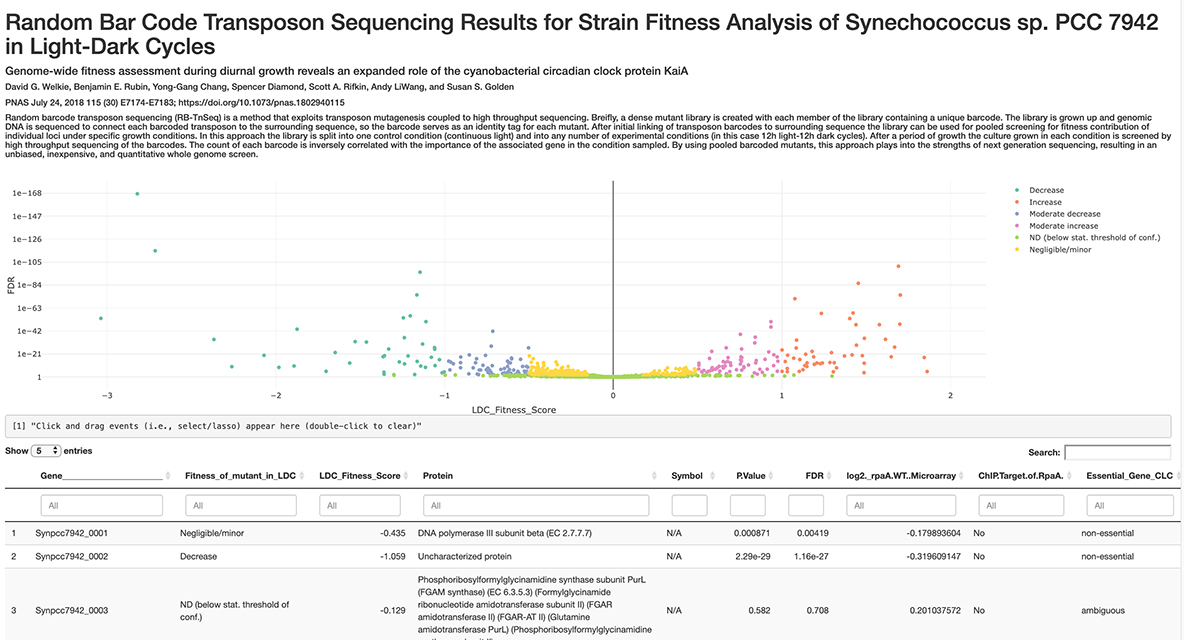 Random Bar Code Transposon Sequencing Results for Strain Fitness Analysis of Synechococcus sp. PCC 7942
in Light-Dark Cycles
Genome-wide fitness assessment during diurnal growth reveals an expanded role of the cyanobacterial circadian clock protein KaiA
David G. Welkie, Benjamin E. Rubin, Yong-Gang Chang, Spencer Diamond, Scott A. Rifkin, Andy LiWang, and Susan S. Golden
PNAS July 24, 2018 115 (30) E7174-E7183; https://doi.org/10.1073/pnas.1802940115
Random barcode transposon sequencing (RB-TnSeq) is a method that exploits transposon mutagenesis coupled to high throughput sequencing. Breifly, a dense mutant library is created with each member of the library containing a unique barcode. The library is grown up and genomic
DNA is sequenced to connect each barcoded transposon to the surrounding sequence, so the barcode serves as an identity tag for each mutant. After initial linking of transposon barcodes to surrounding sequence the library can be used for pooled screening for fitness contribution of
individual loci under specific growth conditions. In this approach the library is split into one control condition (continuous light) and into any number of experimental conditions (in this case 12h light-12h dark cycles). After a period of growth the culture grown in each condition is screened by
high throughput sequencing of the barcodes. The count of each barcode is inversely correlated with the importance of the associated gene in the condition sampled. By using pooled barcoded mutants, this approach plays into the strengths of next generation sequencing, resulting in an
unbiased, inexpensive, and quantitative whole genome screen.
1e−168
1e−147
1e−126
1e−105
1e−84
1e−63
1e−42
1e−21
1
FDR
−3 −2 −1 0 1 2
LDC_Fitness_Score
Decrease
Increase
Moderate decrease
Moderate increase
ND (below stat. threshold of conf.)
Negligible/minor
[1] "Click and drag events (i.e., select/lasso) appear here (double-click to clear)"
Show 5 entries
Search:
Gene____________________ Fitness_of_mutant_in_LDC LDC_Fitness_Score Protein Symbol P.Value FDR log2._rpaA.WT..Microarray ChIP.Target.of.RpaA. Essential_Gene_CLC
All All All All All All All
1 Synpcc7942_0001 Negligible/minor -0.435 DNA polymerase III subunit beta (EC 2.7.7.7) N/A 0.000871 0.00419 -0.179893604 No non-essential
2 Synpcc7942_0002 Decrease -1.059 Uncharacterized protein N/A 2.29e-29 1.16e-27 -0.319609147 No non-essential
3 Synpcc7942_0003 ND (below stat. threshold of conf.) -0.129 Phosphoribosylformylglycinamidine synthase subunit PurL N/A 0.582 0.708 0.201037572 No ambiguous
(FGAM synthase) (EC 6.3.5.3) (Formylglycinamide
ribonucleotide amidotransferase subunit II) (FGAR
amidotransferase II) (FGAR-AT II) (Glutamine
amidotransferase PurL) (Phosphoribosylformylglycinamidine